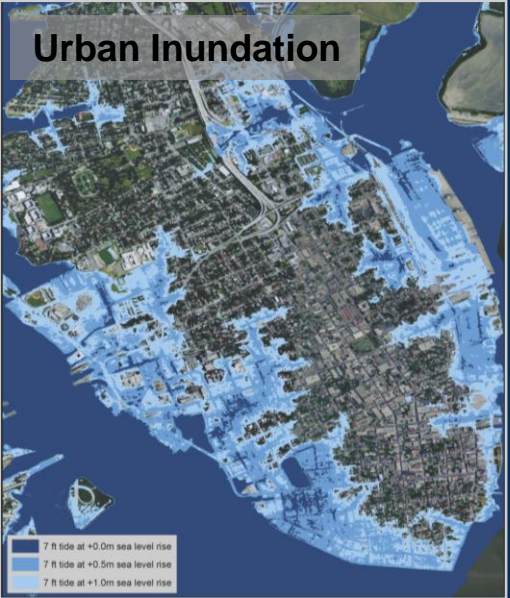 Urban Inundation
7 ft tide at +0.0m sea level rise
7 ft tide at +0.5m sea level rise
7 ft tide at +1.0m sea level rise